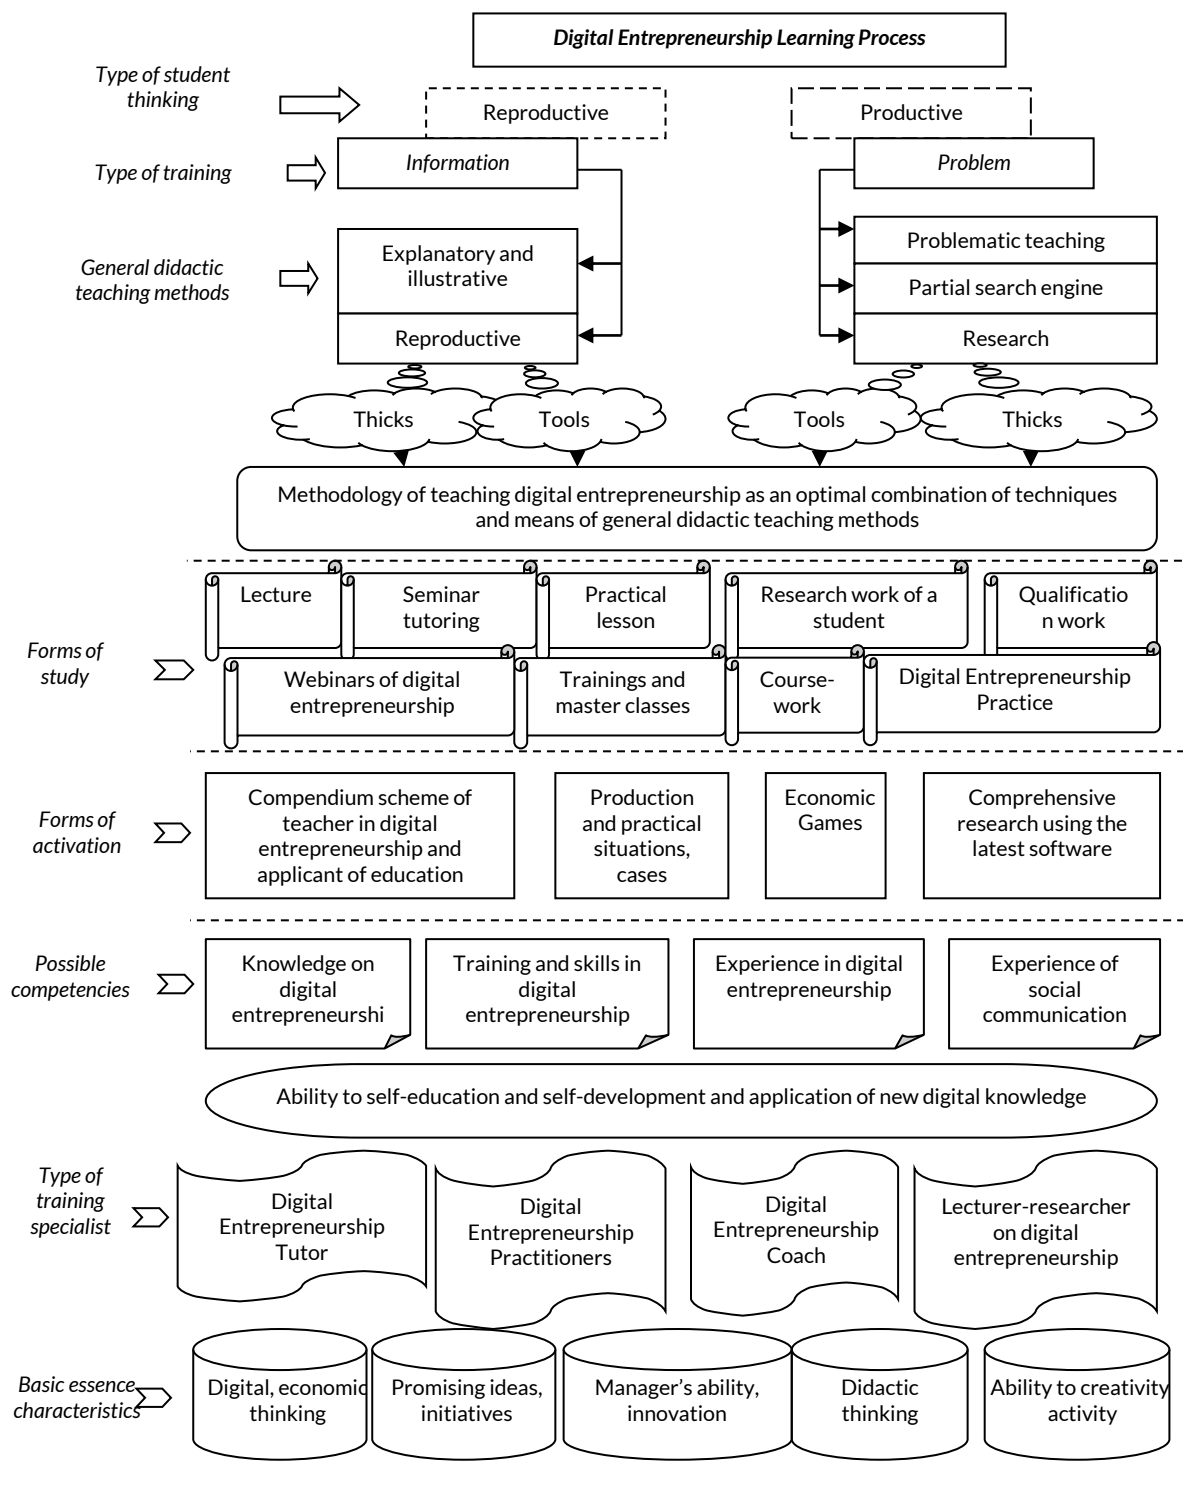 Digital Entrepreneurship Learning Process
Type of student
thinking
Reproductive
Productive
Type of training
Information
Problem
General didactic
teaching methods
Explanatory and
illustrative
Reproductive
Problematic teaching
Partial search engine
Research
Thicks
Tools
Tools
Thicks
Methodology of teaching digital entrepreneurship as an optimal combination of techniques
and means of general didactic teaching methods
Forms of
study
Lecture
Seminar
tutoring
Practical
lesson
Research work of a
student
Qualificatio
n work
Webinars of digital
entrepreneurship
Trainings and
master classes
Course-
work
Digital Entrepreneurship
Practice
Forms of
activation
Compendium scheme of
teacher in digital
entrepreneurship and
applicant of education
Production
and practical
situations,
cases
Economic
Games
Comprehensive
research using the
latest software
Possible
competencies
Knowledge on
digital
entrepreneurshi
Training and skills in
digital
entrepreneurship
Experience in digital
entrepreneurship
Experience of
social
communication
Ability to self-education and self-development and application of new digital knowledge
Type of
training
specialist
Digital
Entrepreneurship
Tutor
Digital
Entrepreneurship
Practitioners
Digital
Entrepreneurship
Coach
Lecturer-researcher
on digital
entrepreneurship
Basic essence
characteristics
Digital, economic
thinking
Promising ideas,
initiatives
Manager's ability,
innovation
Didactic
thinking
Ability to creativity
activity